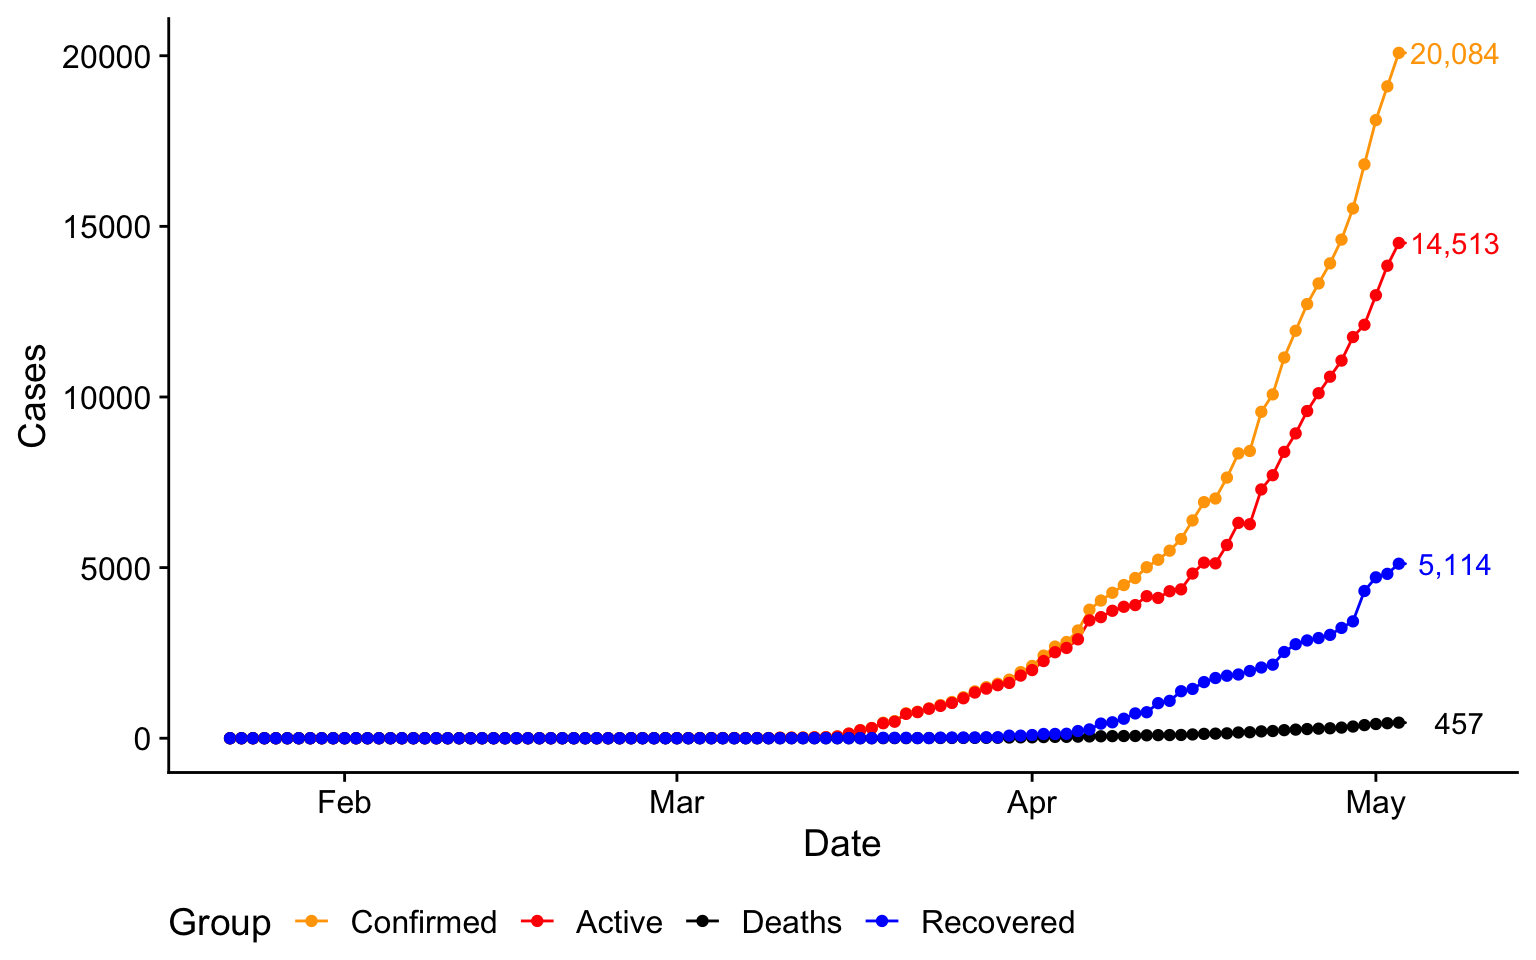 20000
20,084
15000
14,513
Cases
10000
5000
5,114
0
457
Feb Mar Apr May
Date
Group Confirmed Active Deaths Recovered